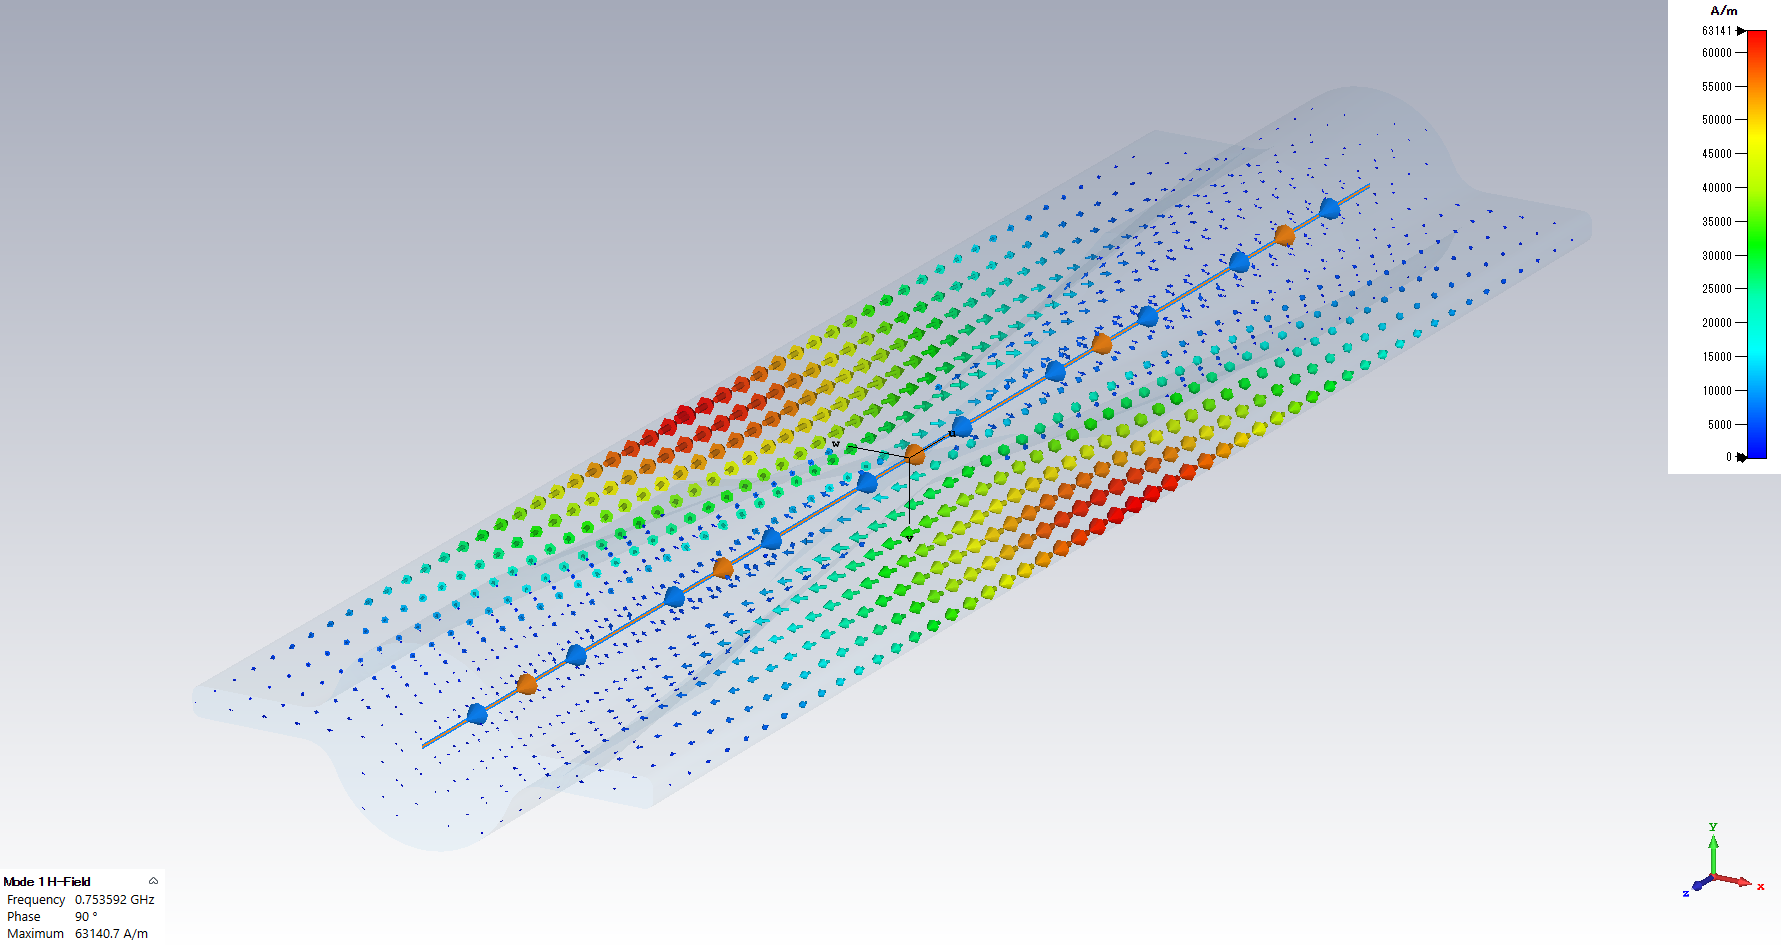 A/m
63141
60000
55000
50000
45000
40000
35000
30000
25000
20000
15000
10000
5000
0
w
u
v
Y
x
z
Mode 1 H-Field
Frequency 0.753592 GHz
Phase 90 °
Maximum 63140.7 A/m